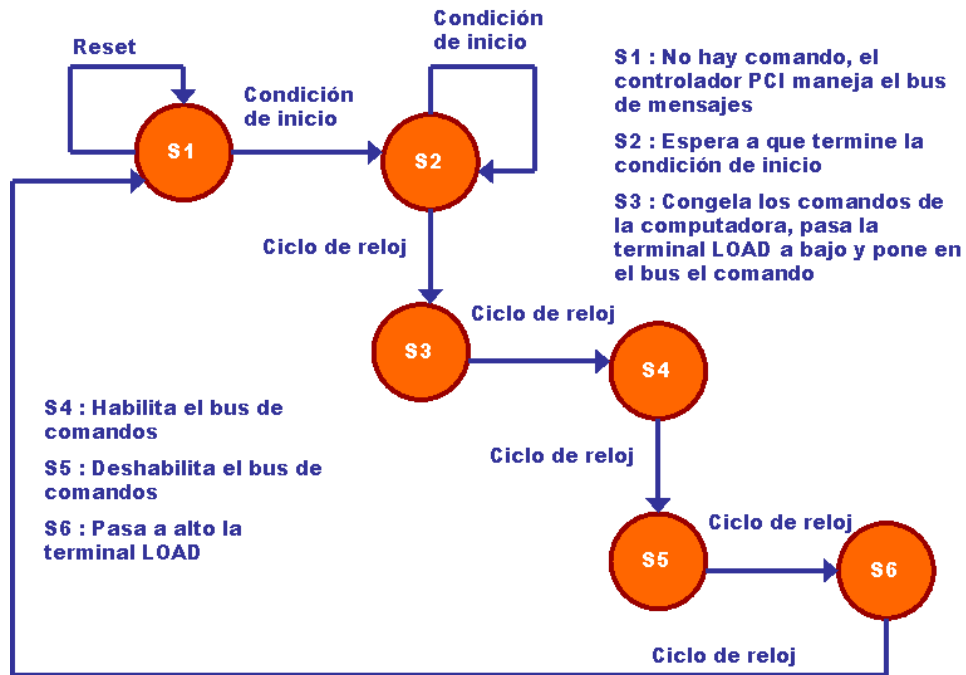 Reset
Condición
de inicio
Condición
de inicio
S1
S2
S1 : No hay comando, el
controlador PCI maneja el bus
de mensajes
S2 : Espera a que termine la
condición de inicio
S3 : Congela los comandos de
la computadora, pasa la
terminal LOAD a bajo y pone en
el bus el comando
Ciclo de reloj
Ciclo de reloj
S3
S4
S4 : Habilita el bus de
comandos
S5 : Deshabilita el bus de
comandos
S6 : Pasa a alto la
terminal LOAD
Ciclo de reloj
Ciclo de reloj
S5
S6
Ciclo de reloj